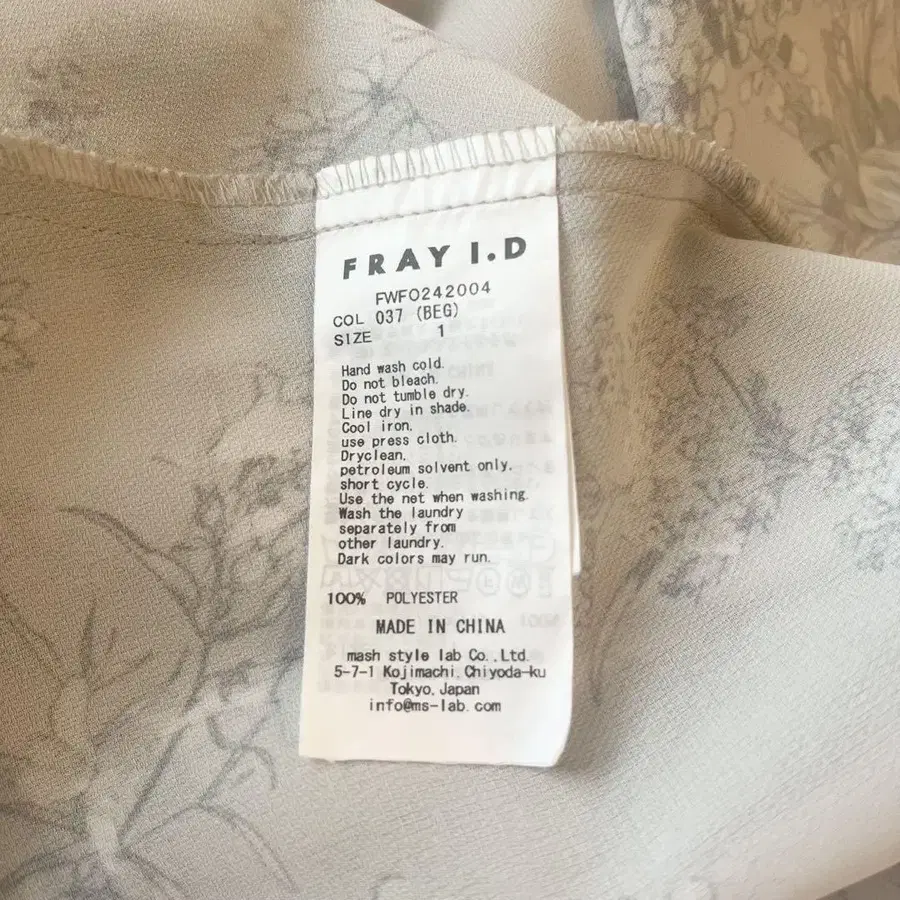 FRAY I.D
FWFO242004
COL 037 (BEG)
SIZE 1
Hand wash cold.
Do not bleach.
Do not tumble dry.
Line dry in shade.
Cool iron.
use press cloth.
Dryclean.
petroleum solvent only.
short cycle.
Use the net when washing.
Wash the laundry
separately from
other laundry.
Dark colors may run.
100% POLYESTER
MADE IN CHINA
mash style lab Co.,Ltd.
5-7-1 Kojimachi,Chiyoda-ku
Tokyo,Japan
info@ms-lab.com